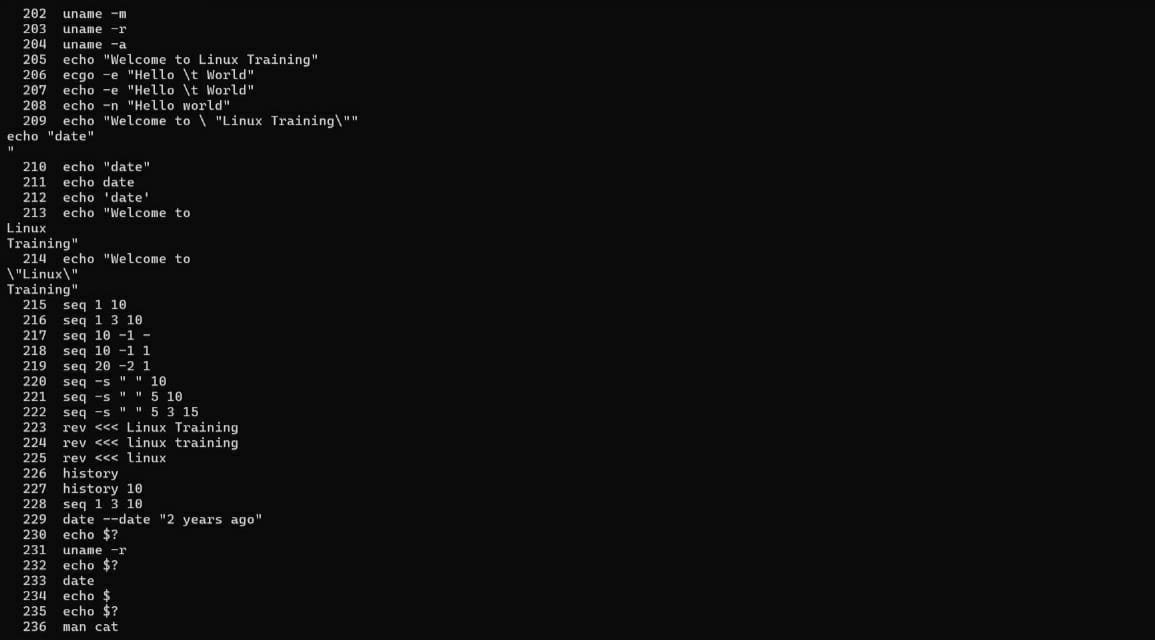 202  uname -m
203  uname -r
204  uname -a
205  echo "Welcome to Linux Training"
206  ecgo -e "Hello \t World"
207  echo -e "Hello \t World"
208  echo -n "Hello world"
209  echo "Welcome to \ "Linux Training\""
echo "date"
"
210  echo "date"
211  echo date
212  echo 'date'
213  echo "Welcome to
Linux
Training"
214  echo "Welcome to
\"Linux\"
Training"
215  seq 1 10
216  seq 1 3 10
217  seq 10 -1 -
218  seq 10 -1 1
219  seq 20 -2 1
220  seq -s " " 10
221  seq -s " " 5 10
222  seq -s " " 5 3 15
223  rev <<< Linux Training
224  rev <<< linux training
225  rev <<< linux
226  history
227  history 10
228  seq 1 3 10
229  date --date "2 years ago"
230  echo $?
231  uname -r
232  echo $?
233  date
234  echo $
235  echo $?
236  man cat